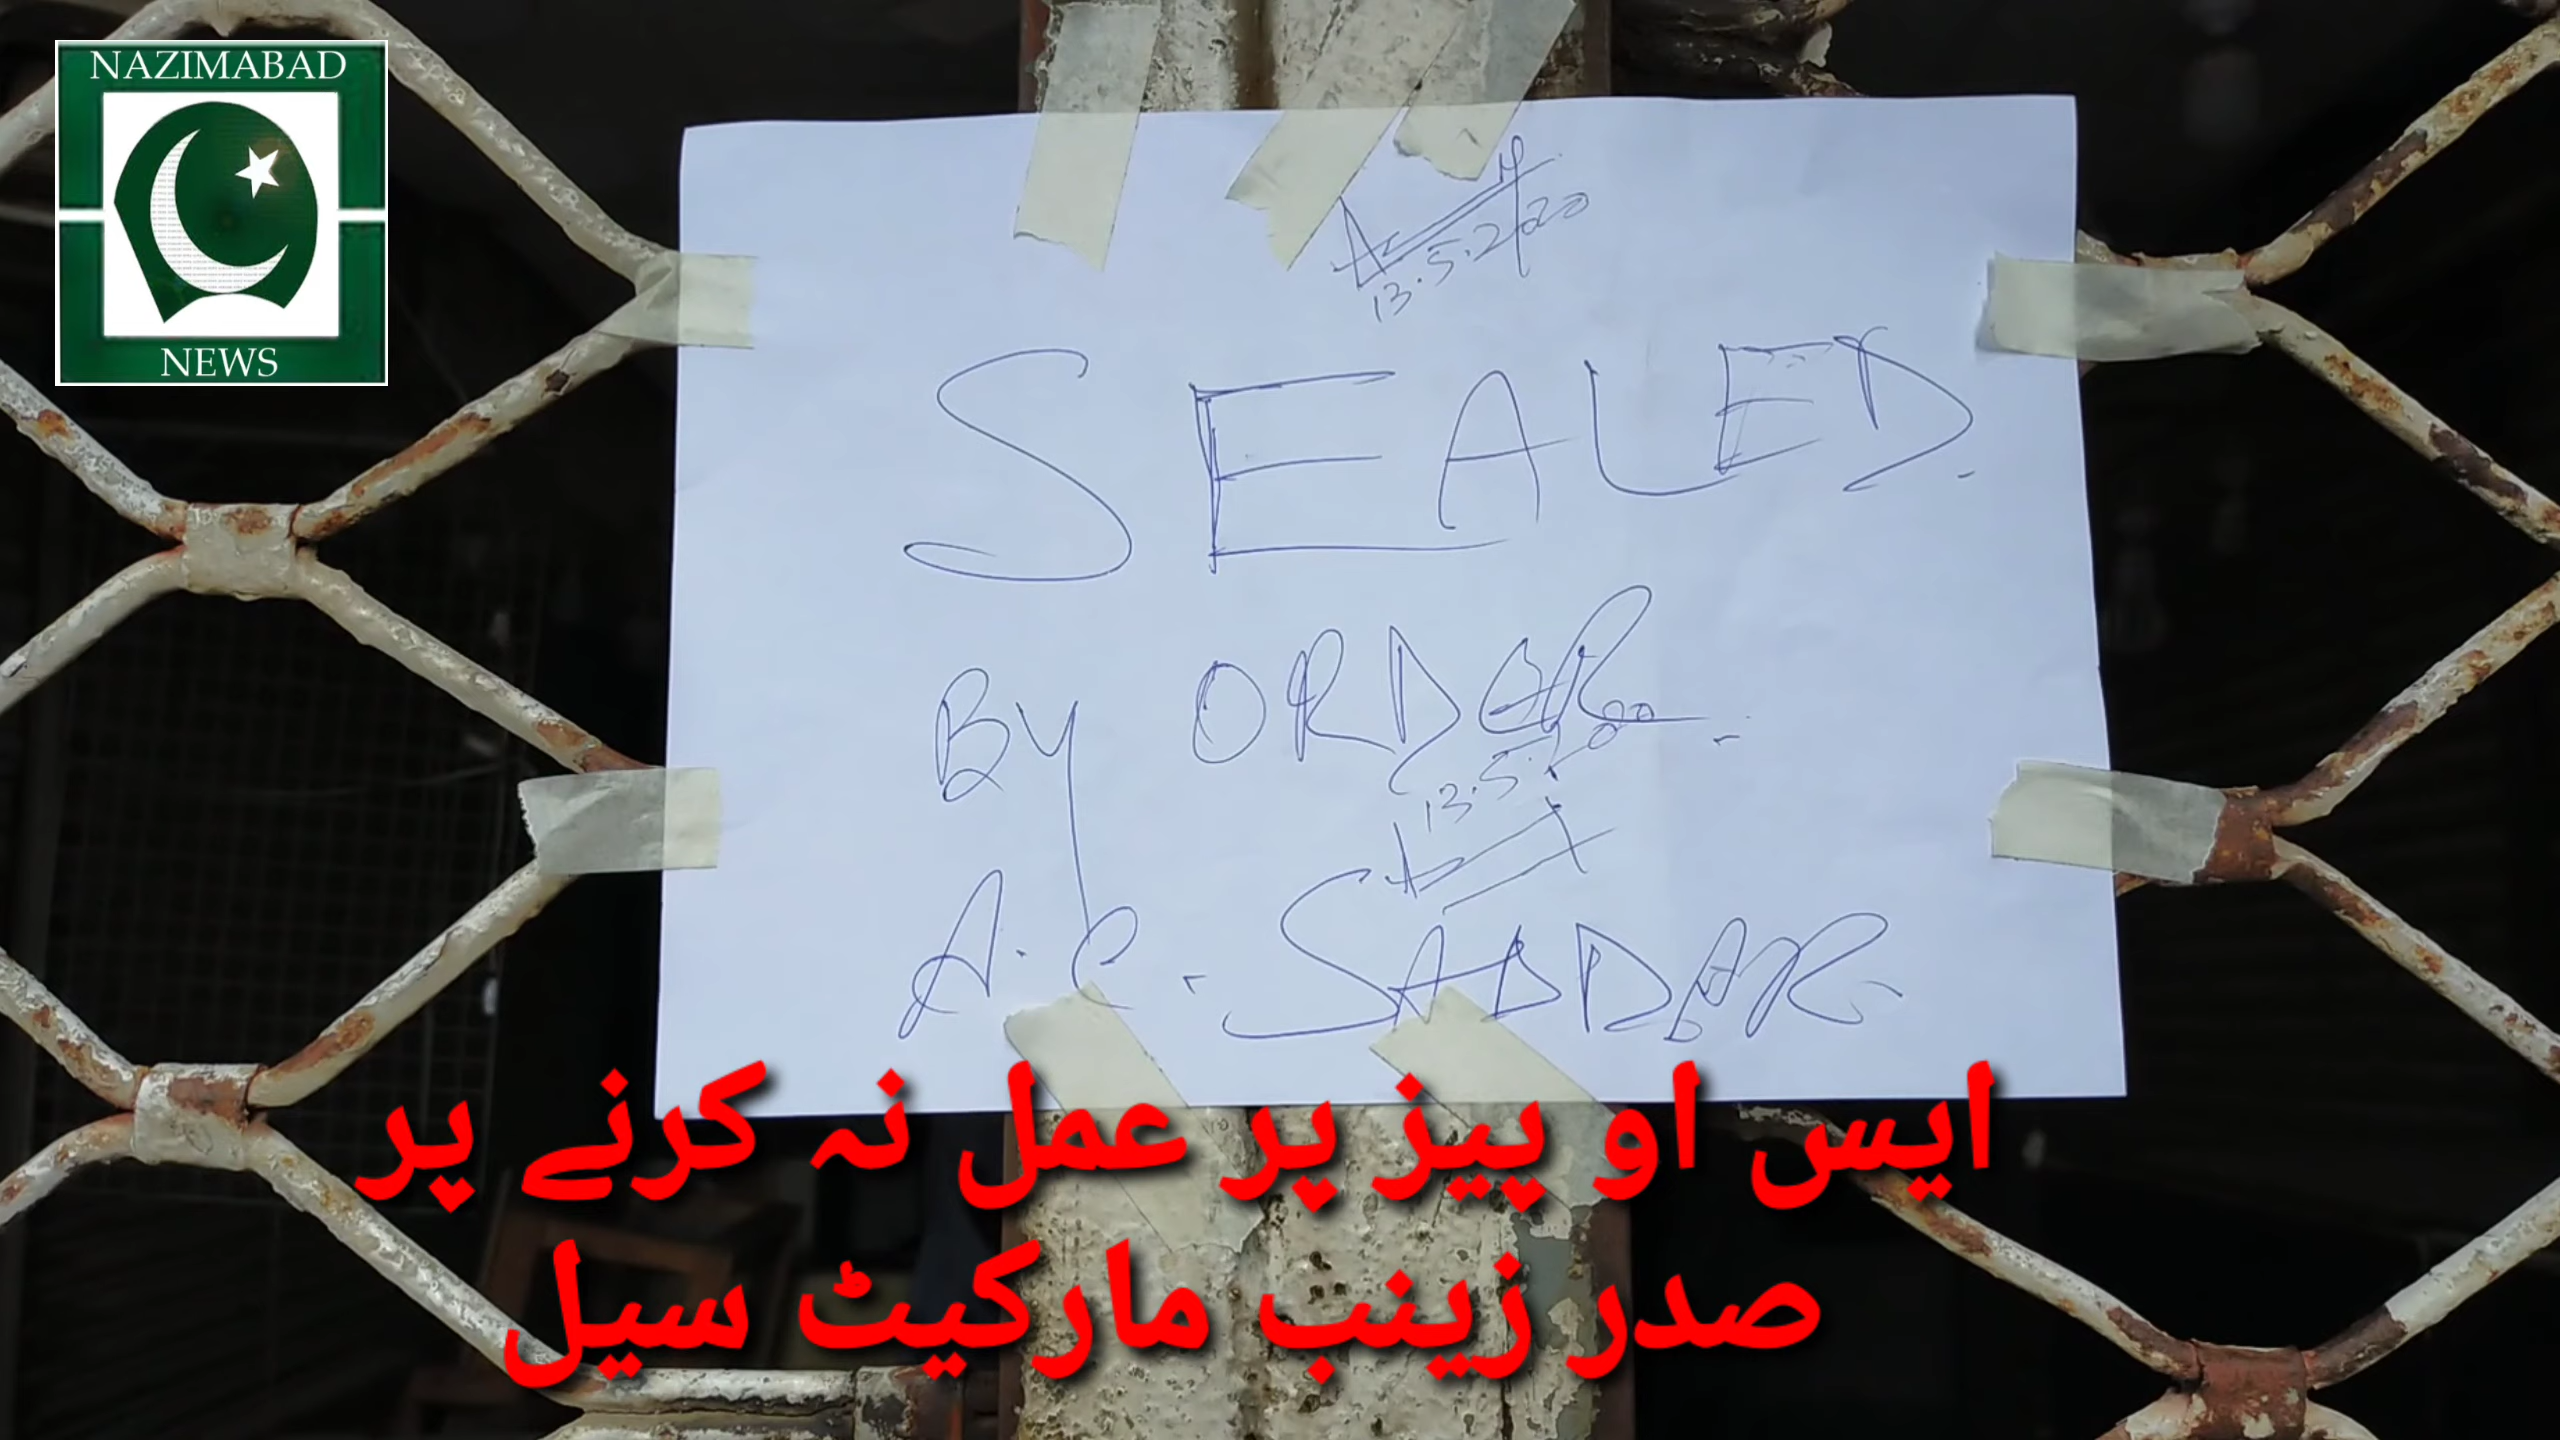 NAZIMABAD
NEWS
13.5.2020
SEALED.
BY ORDER.
13.5.2020
A.C. SADDAR
ایس او پیز پر عمل نہ کرنے پر
صدر زینب مارکیٹ سیل